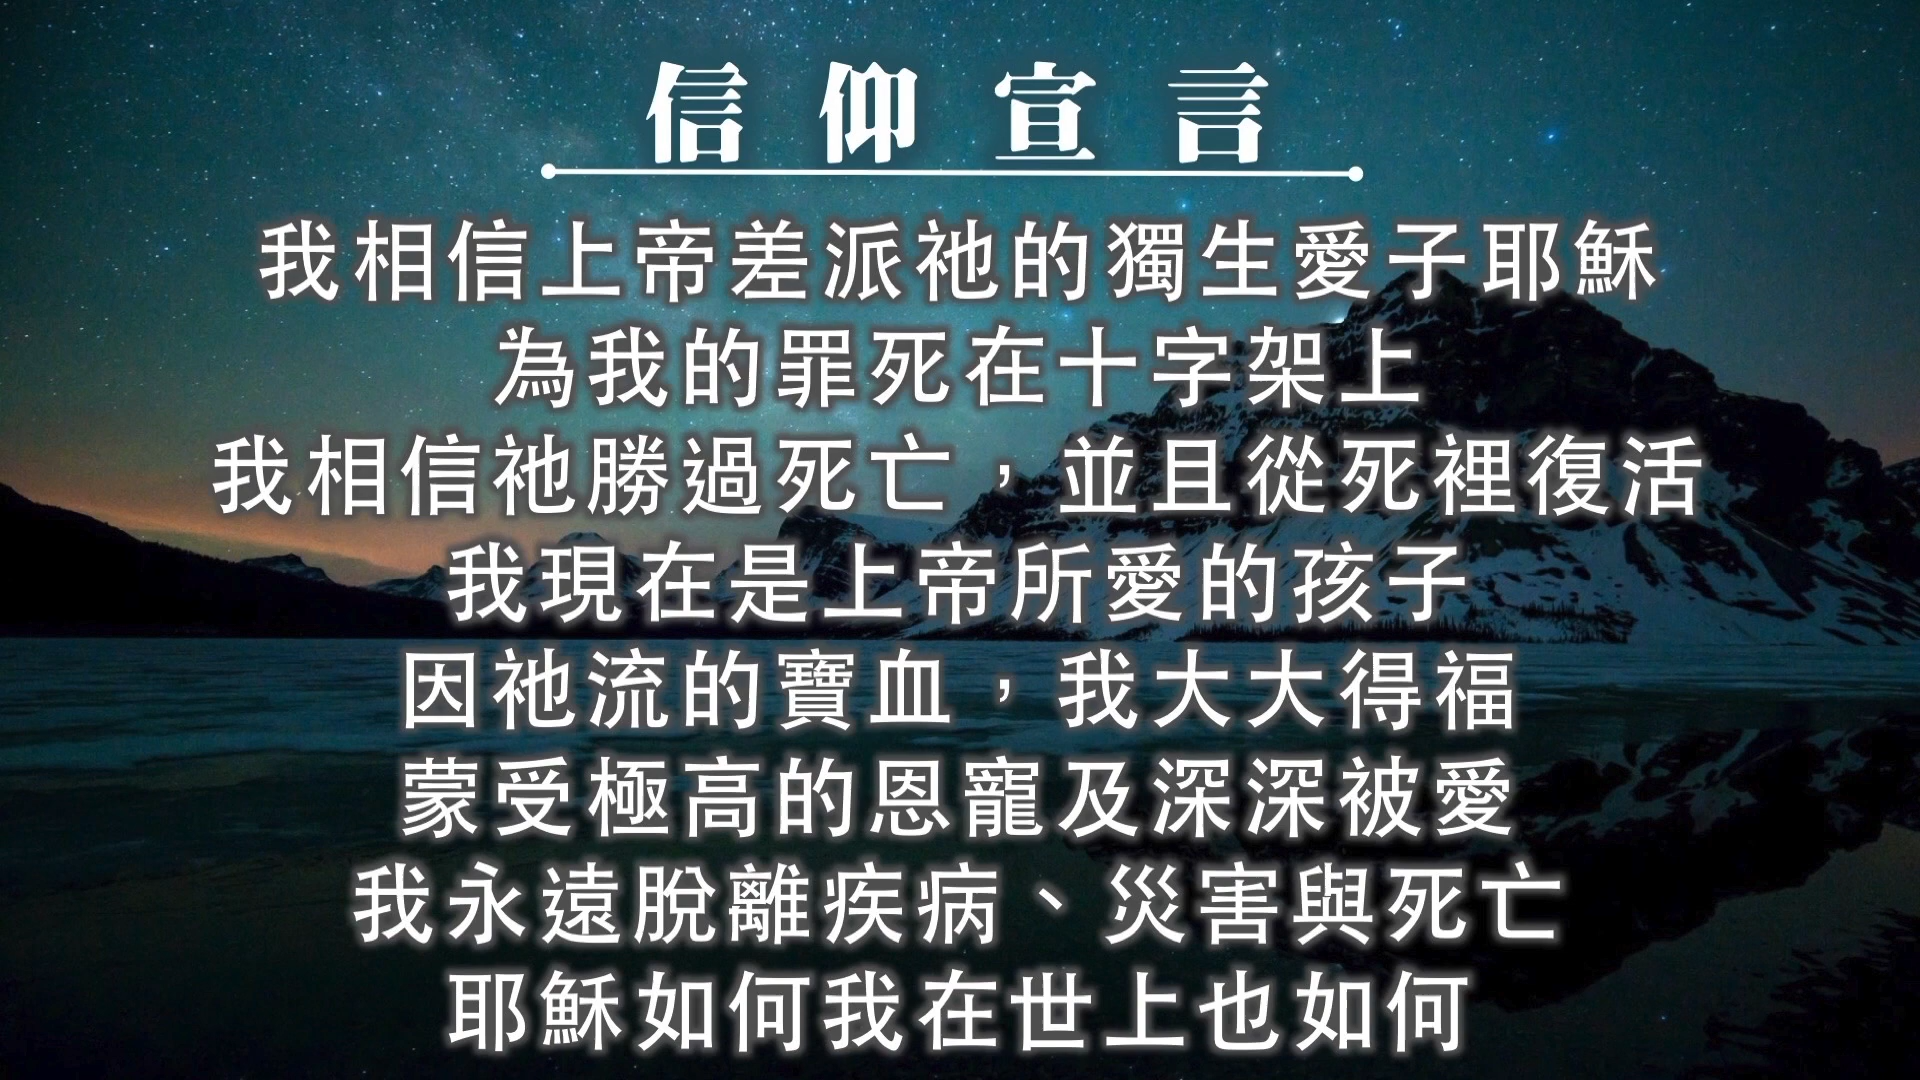 信仰宣言
我相信上帝差派祂的獨生愛子耶穌
為我的罪死在十字架上
我相信祂勝過死亡，並且從死裡復活
我現在是上帝所愛的孩子
因祂流的寶血，我大大得福
蒙受極高的恩寵及深深被愛
我永遠脫離疾病、災害與死亡
耶穌如何我在世上也如何